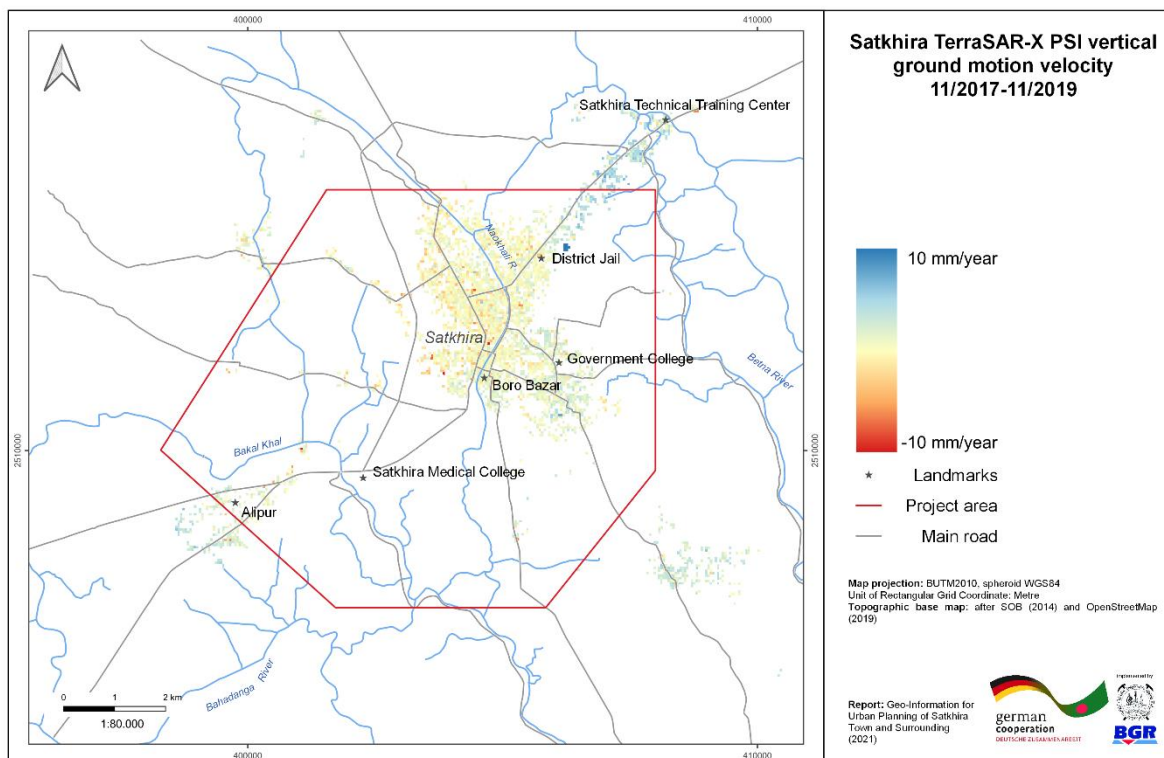 400000
410000
Satkhira Technical Training Center
Naokhali R
District Jail
Satkhira
Government College
Boro Bazar
Betna River
2510000
2510000
Bakal Khal
Satkhira Medical College
Alipur
Bahadanga River
0 1 2 km
1:80.000
400000
410000
Satkhira TerraSAR-X PSI vertical
ground motion velocity
11/2017-11/2019
10 mm/year
-10 mm/year
Landmarks
Project area
Main road
Map projection: BUTM2010, spheroid WGS84
Unit of Rectangular Grid Coordinate: Metre
Topographic base map: after SOB (2014) and OpenStreetMap
(2019)
Report: Geo-Information for
Urban Planning of Satkhira
Town and Surrounding
(2021)
german
cooperation
DEUTSCHE ZUSAMMENARBEIT
implemented by
BGR